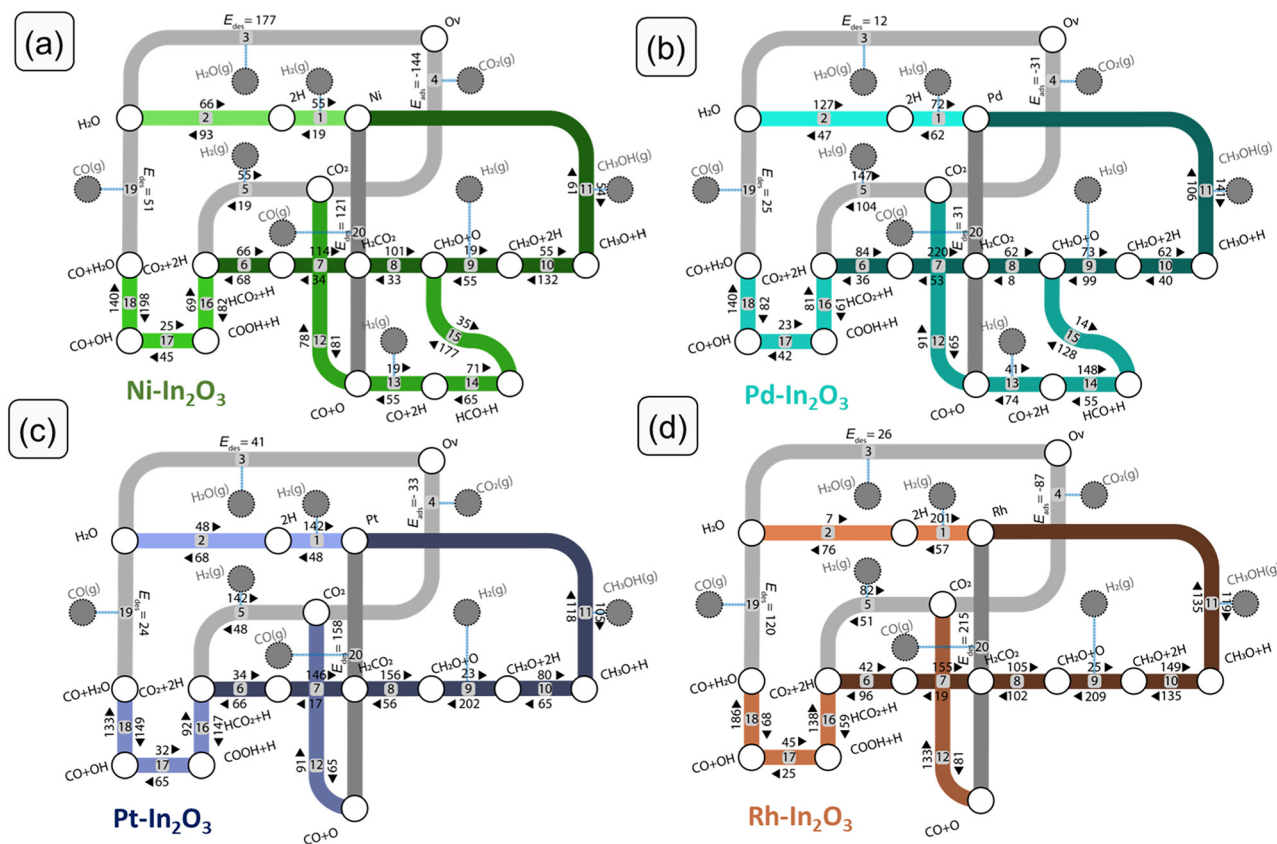 (a)
E_des = 177
3
Ov
H₂O(g)
H₂(g)
4
CO₂(g)
E_ads = -144
2H
Ni
66 ▶
55 ▶
H₂O
2
1
◀ 93
◀ 19
CO(g)
H₂(g)
55 ▶
5
◀ 19
CO₂
H₂(g)
CH₃OH(g)
11
◀ 61
19
E_des = 51
CO(g)
E_des = 121
20
CO+H₂O
CO₂+2H
H₂CO₂
CH₂O+O
CH₂O+2H
CH₃O+H
66 ▶
114 ▶
101 ▶
19 ▶
55 ▶
6
7
8
9
10
◀ 68
◀ 34
◀ 33
◀ 55
◀ 132
HCO₂+H
140 ▶
18
◀ 198
69 ▶
16
◀ 82
CO+OH
25 ▶
17
◀ 45
COOH+H
78 ▶
12
◀ 81
H₂(g)
35 ▶
15
◀ 177
19 ▶
71 ▶
13
14
◀ 55
◀ 65
CO+O
CO+2H
HCO+H
Ni-In₂O₃
(b)
E_des = 12
3
Ov
H₂O(g)
H₂(g)
4
CO₂(g)
E_ads = -31
2H
Pd
127 ▶
72 ▶
H₂O
2
1
◀ 47
◀ 62
CO(g)
H₂(g)
147 ▶
5
◀ 104
CO₂
H₂(g)
CH₃OH(g)
141 ▶
11
◀ 106
19
E_des = 25
CO(g)
E_des = 31
20
CO+H₂O
CO₂+2H
H₂CO₂
CH₂O+O
CH₂O+2H
CH₃O+H
84 ▶
220 ▶
62 ▶
73 ▶
62 ▶
6
7
8
9
10
◀ 36
◀ 53
◀ 8
◀ 99
◀ 40
HCO₂+H
140 ▶
18
◀ 82
81 ▶
16
◀ 61
CO+OH
23 ▶
17
◀ 42
COOH+H
91 ▶
12
◀ 65
H₂(g)
14 ▶
15
◀ 128
41 ▶
148 ▶
13
14
◀ 74
◀ 55
CO+O
CO+2H
HCO+H
Pd-In₂O₃
(c)
E_des = 41
3
Ov
H₂O(g)
H₂(g)
4
CO₂(g)
E_ads = - 33
2H
Pt
48 ▶
142 ▶
H₂O
2
1
◀ 68
◀ 48
CO(g)
H₂(g)
142 ▶
5
◀ 48
CO₂
H₂(g)
CH₃OH(g)
105 ▶
11
◀ 118
19
E_des = 24
CO(g)
E_des = 158
20
CO+H₂O
CO₂+2H
H₂CO₂
CH₂O+O
CH₂O+2H
CH₃O+H
34 ▶
146 ▶
156 ▶
23 ▶
80 ▶
6
7
8
9
10
◀ 66
◀ 17
◀ 56
◀ 202
◀ 65
HCO₂+H
133 ▶
18
◀ 149
92 ▶
16
◀ 147
CO+OH
32 ▶
17
◀ 65
COOH+H
91 ▶
12
◀ 65
CO+O
Pt-In₂O₃
(d)
E_des = 26
3
Ov
H₂O(g)
H₂(g)
4
CO₂(g)
E_ads = -87
2H
Rh
7 ▶
201 ▶
H₂O
2
1
◀ 76
◀ 57
CO(g)
H₂(g)
82 ▶
5
◀ 51
CO₂
H₂(g)
CH₃OH(g)
119 ▶
11
◀ 135
19
E_des = 120
CO(g)
E_des = 215
20
CO+H₂O
CO₂+2H
H₂CO₂
CH₂O+O
CH₂O+2H
CH₃O+H
42 ▶
155 ▶
105 ▶
25 ▶
149 ▶
6
7
8
9
10
◀ 96
◀ 19
◀ 102
◀ 209
◀ 135
HCO₂+H
186 ▶
18
138 ▶
16
CO+OH
45 ▶
17
◀ 25
COOH+H
133 ▶
12
◀ 81
CO+O
Rh-In₂O₃